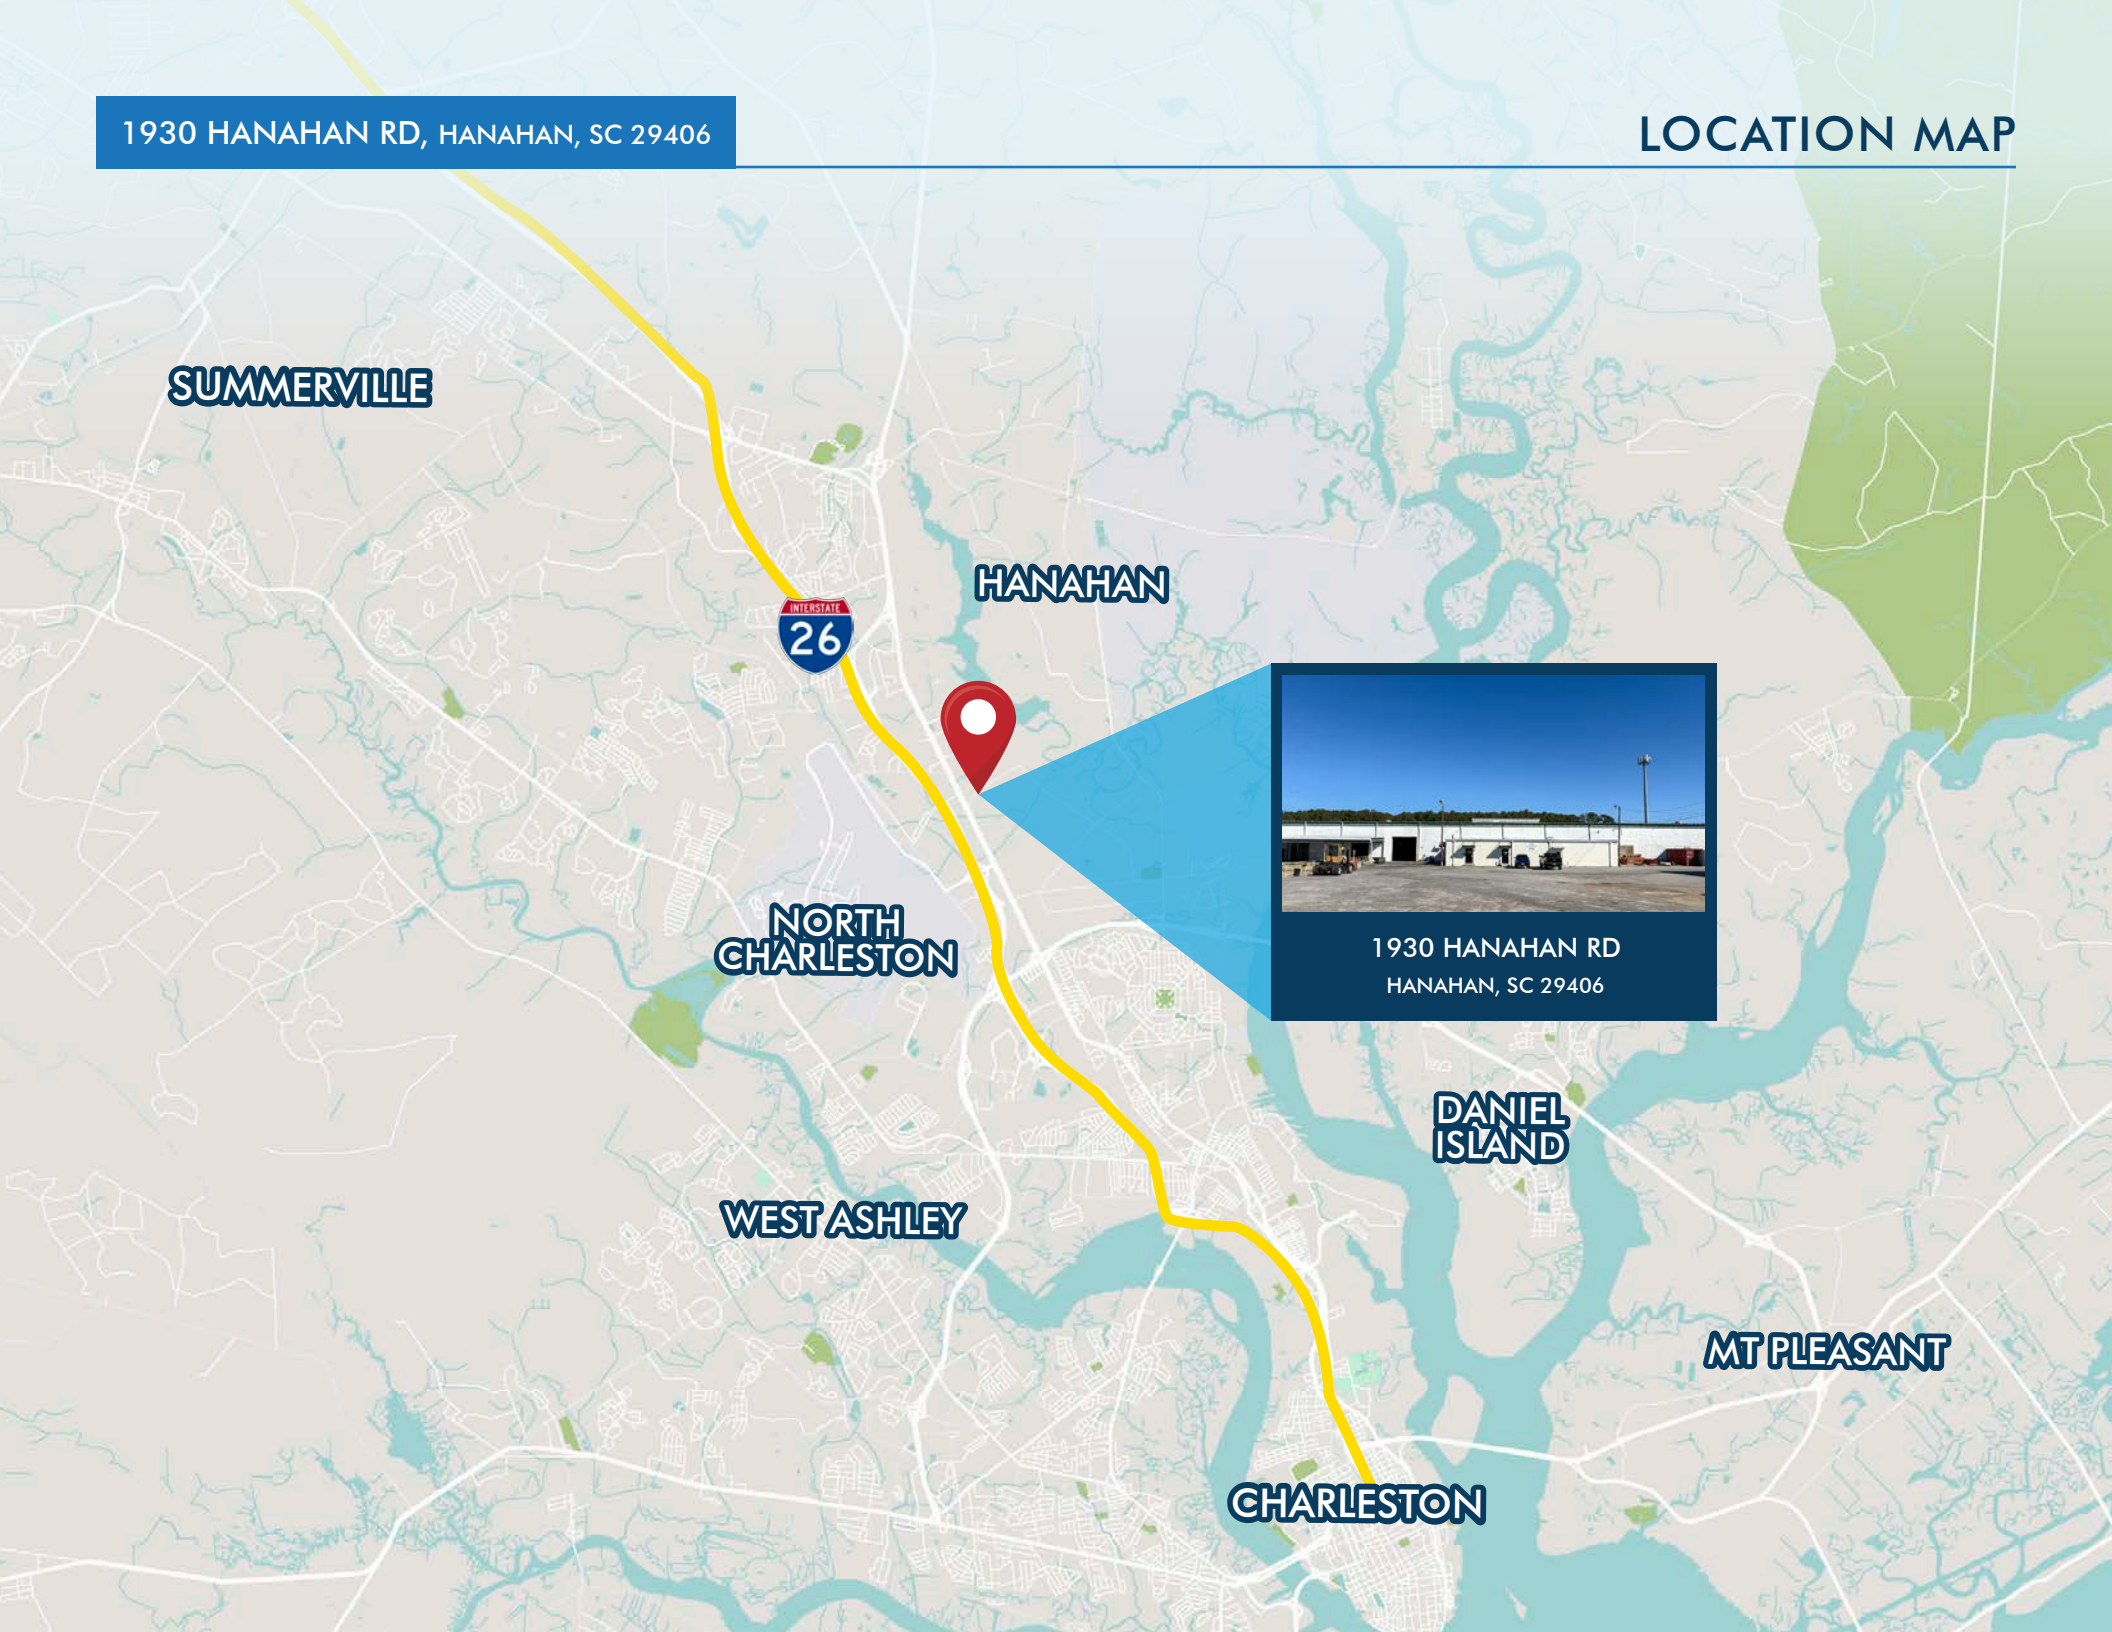 1930 HANAHAN RD, HANAHAN, SC 29406
LOCATION MAP
SUMMERVILLE
HANAHAN
INTERSTATE
26
NORTH
CHARLESTON
1930 HANAHAN RD
HANAHAN, SC 29406
DANIEL
ISLAND
WEST ASHLEY
MT PLEASANT
CHARLESTON